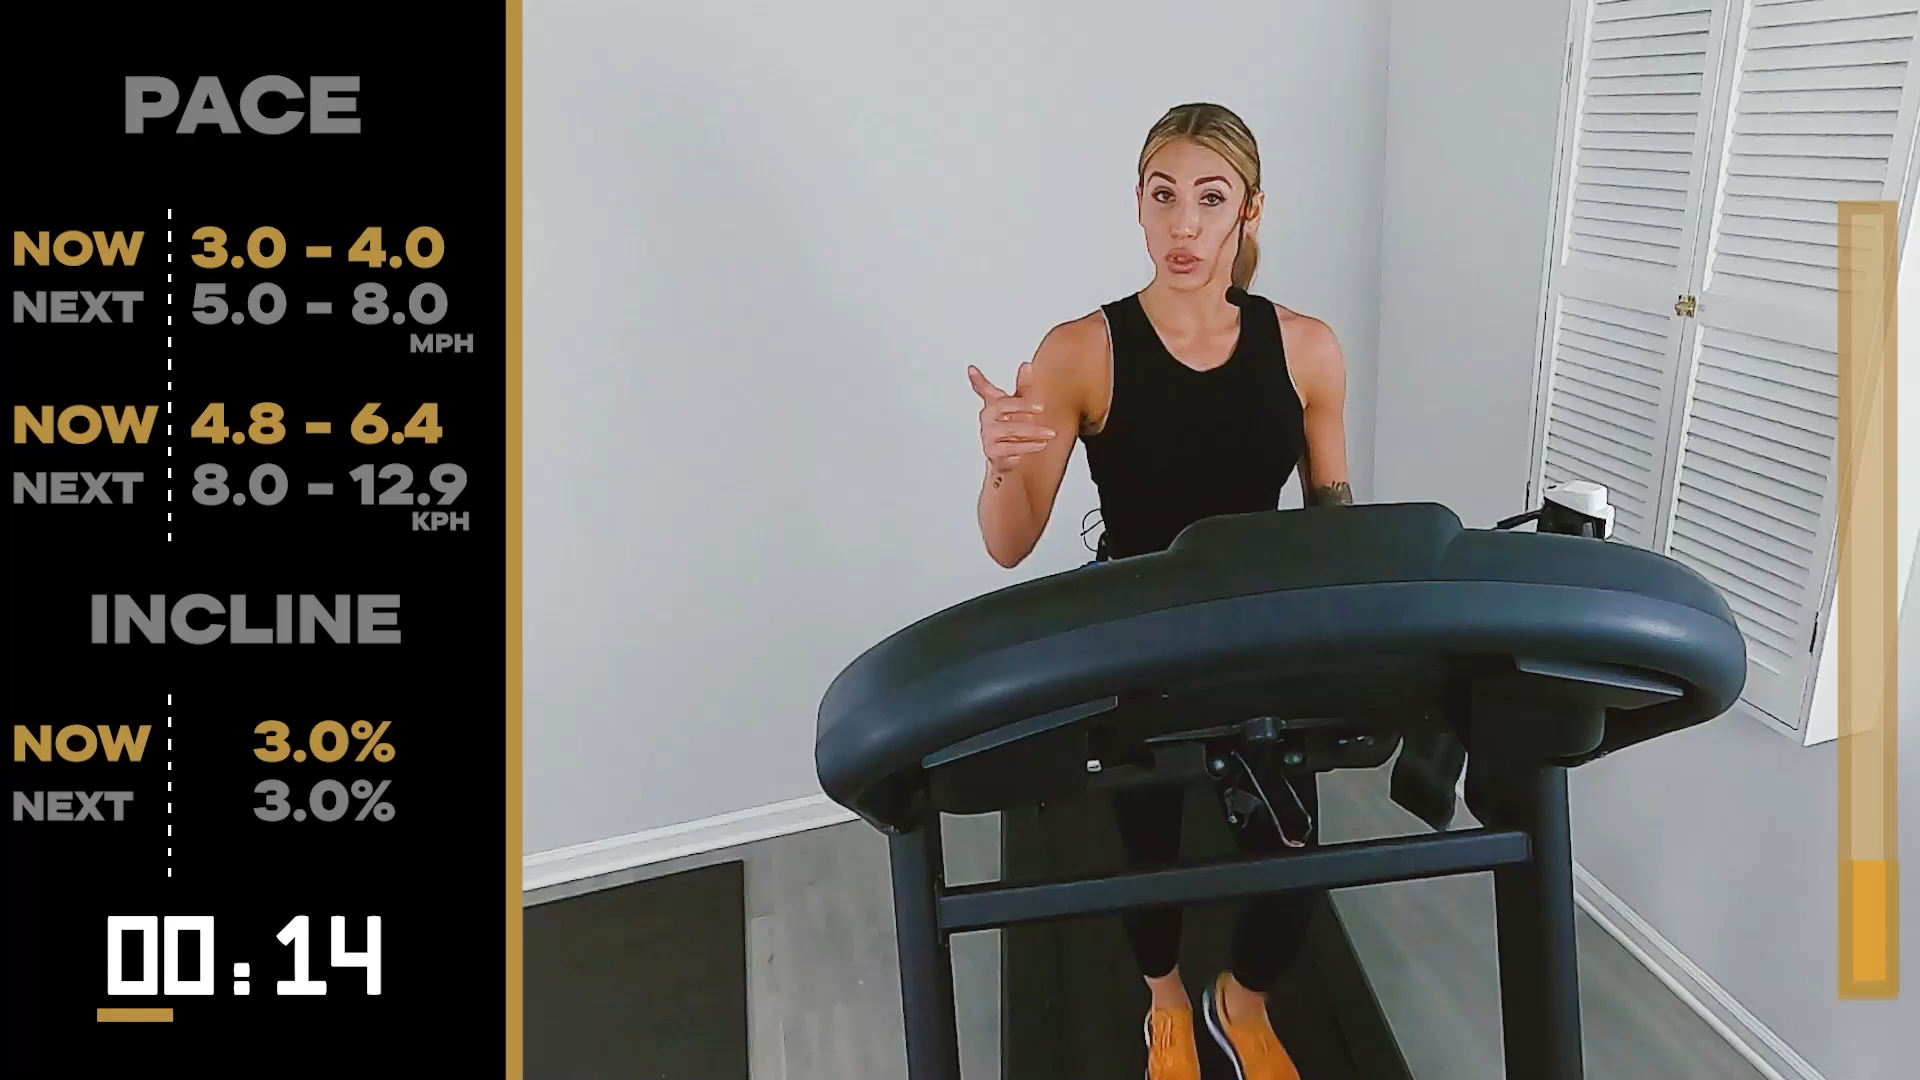 PACE
NOW 3.0 - 4.0
NEXT 5.0 - 8.0
MPH
NOW 4.8 - 6.4
NEXT 8.0 - 12.9
KPH
INCLINE
NOW 3.0%
NEXT 3.0%
00:14